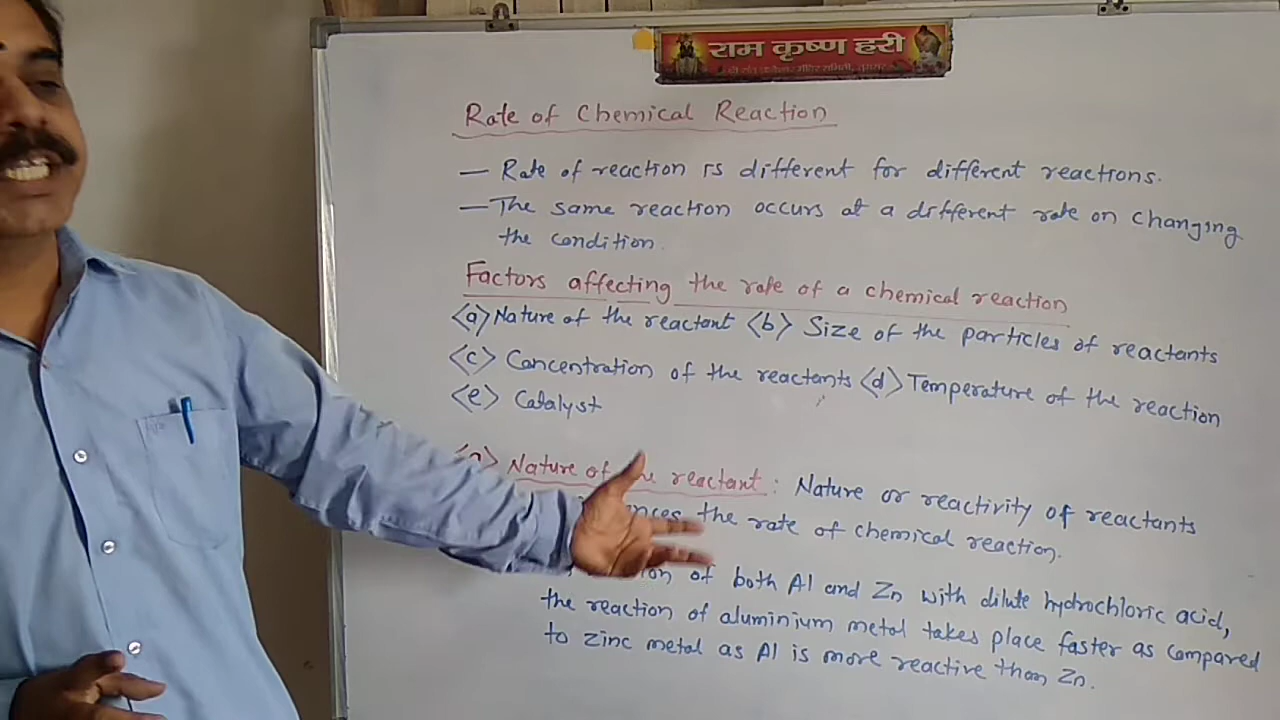 राम कृष्ण हरी
Rate of Chemical Reaction
— Rate of reaction is different for different reactions.
— The same reaction occurs at a different rate on changing
the condition.
Factors affecting the rate of a chemical reaction
<a> Nature of the reactant <b> Size of the particles of reactants
<c> Concentration of the reactants <d> Temperature of the reaction
<e> Catalyst
Nature of reactant: Nature or reactivity of reactants
the rate of chemical reaction.
of both Al and Zn with dilute hydrochloric acid,
the reaction of aluminium metal takes place faster as compared
to zinc metal as Al is more reactive than Zn.